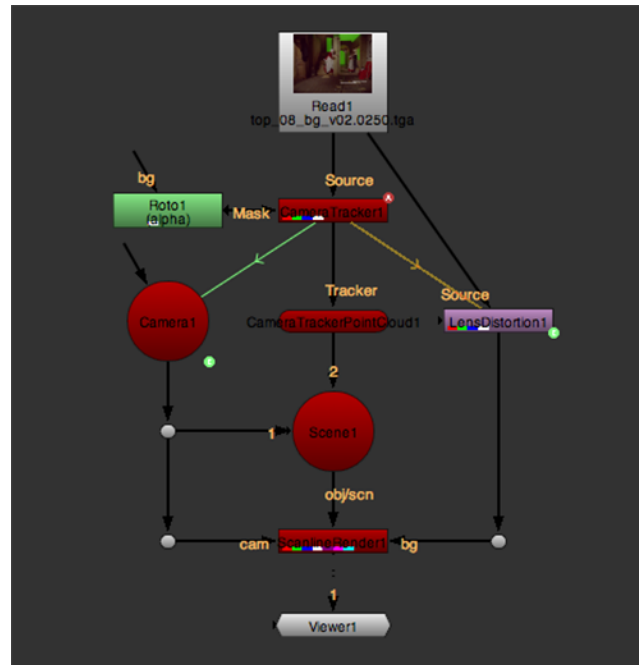 Read1
top_08_bg_v02.0250.tga
bg
Source
Roto1
(alpha)
Mask
CameraTracker1
A
Tracker
Source
Camera1
CameraTrackerPointCloud1
LensDistortion1
E
E
2
1
Scene1
obj/scn
cam
ScanlineRender1
bg
1
Viewer1